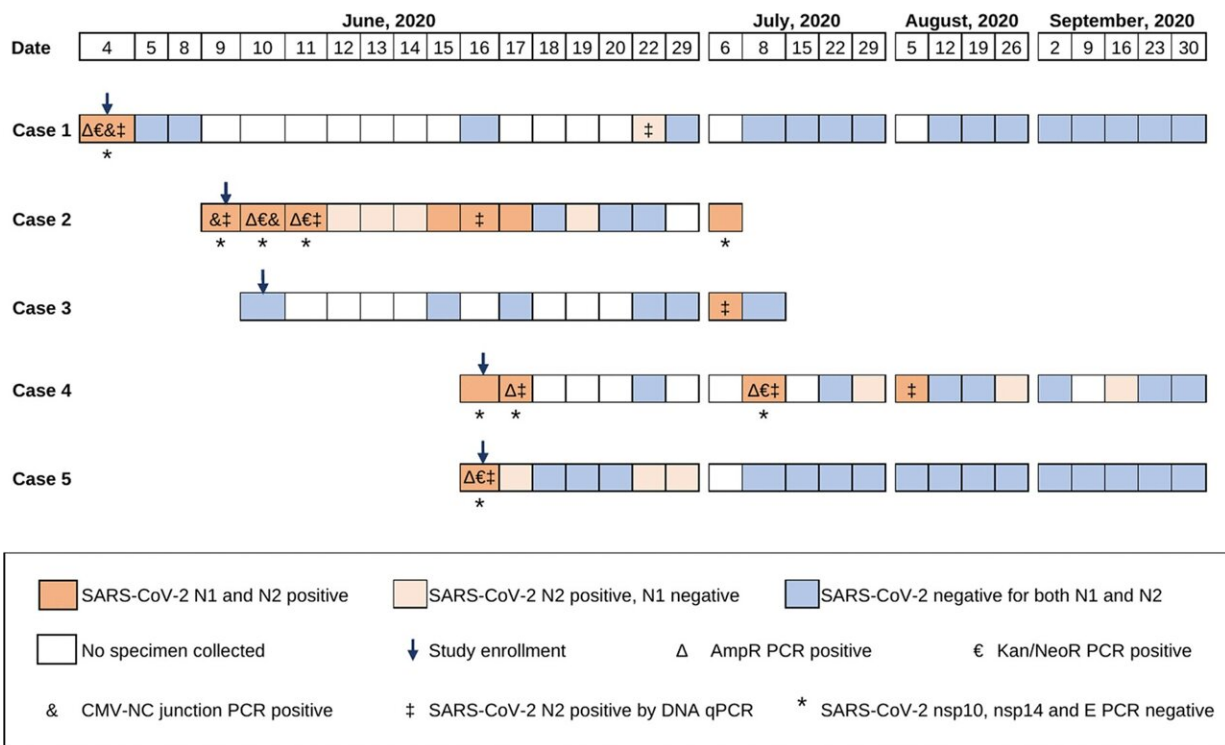 June, 2020 July, 2020 August, 2020 September, 2020
Date 4 5 8 9 10 11 12 13 14 15 16 17 18 19 20 22 29 6 8 15 22 29 5 12 19 26 2 9 16 23 30
Case 1 Δ€&‡ ‡
*
Case 2 &‡ Δ€& Δ€‡ ‡
* * * *
Case 3 ‡
Case 4 Δ‡ Δ€‡ ‡
* * *
Case 5 Δ€‡
*
SARS-CoV-2 N1 and N2 positive SARS-CoV-2 N2 positive, N1 negative SARS-CoV-2 negative for both N1 and N2
No specimen collected Study enrollment Δ AmpR PCR positive € Kan/NeoR PCR positive
& CMV-NC junction PCR positive ‡ SARS-CoV-2 N2 positive by DNA qPCR * SARS-CoV-2 nsp10, nsp14 and E PCR negative